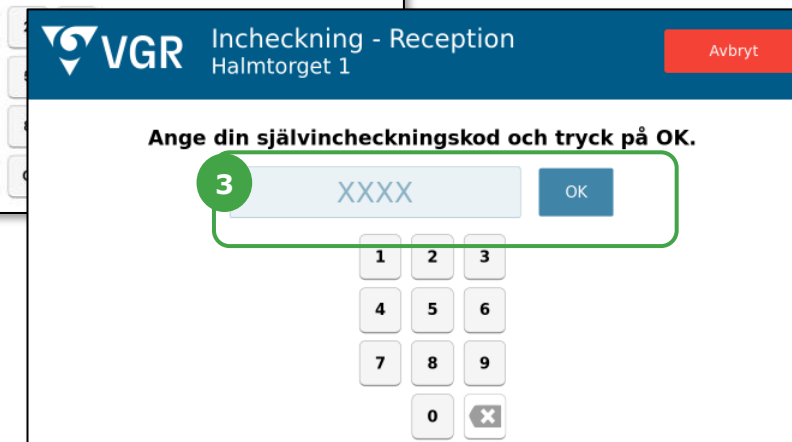 VGR
Incheckning - Reception
Halmtorget 1
Avbryt
Ange din självincheckningskod och tryck på OK.
3
XXXX
OK
1 2 3
4 5 6
7 8 9
0